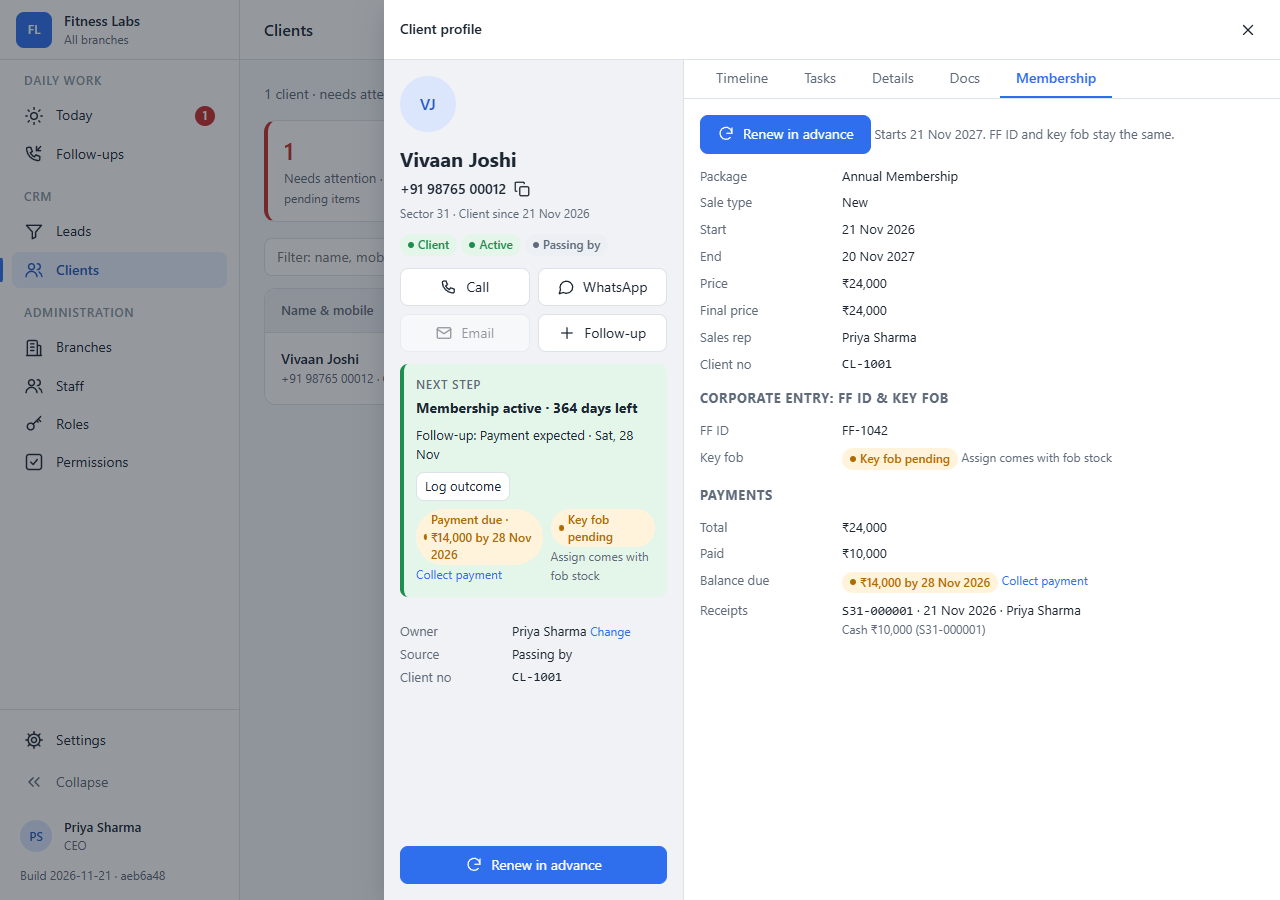 FL
Fitness Labs
All branches
DAILY WORK
Today
1
Follow-ups
CRM
Leads
Clients
ADMINISTRATION
Branches
Staff
Roles
Permissions
Settings
Collapse
PS
Priya Sharma
CEO
Build 2026-11-21 · aeb6a48
Clients
1 client · needs atte
1
Needs attention ·
pending items
Filter: name, mob
Name & mobile
Vivaan Joshi
+91 98765 00012 ·
Client profile
VJ
Vivaan Joshi
+91 98765 00012
Sector 31 · Client since 21 Nov 2026
Client
Active
Passing by
Call
WhatsApp
Email
Follow-up
NEXT STEP
Membership active · 364 days left
Follow-up: Payment expected · Sat, 28
Nov
Log outcome
Payment due ·
₹14,000 by 28 Nov
2026
Collect payment
Key fob
pending
Assign comes with
fob stock
Owner Priya Sharma Change
Source Passing by
Client no CL-1001
Renew in advance
Timeline Tasks Details Docs Membership
Renew in advance Starts 21 Nov 2027. FF ID and key fob stay the same.
Package Annual Membership
Sale type New
Start 21 Nov 2026
End 20 Nov 2027
Price ₹24,000
Final price ₹24,000
Sales rep Priya Sharma
Client no CL-1001
CORPORATE ENTRY: FF ID & KEY FOB
FF ID FF-1042
Key fob Key fob pending Assign comes with fob stock
PAYMENTS
Total ₹24,000
Paid ₹10,000
Balance due ₹14,000 by 28 Nov 2026 Collect payment
Receipts S31-000001 · 21 Nov 2026 · Priya Sharma
Cash ₹10,000 (S31-000001)